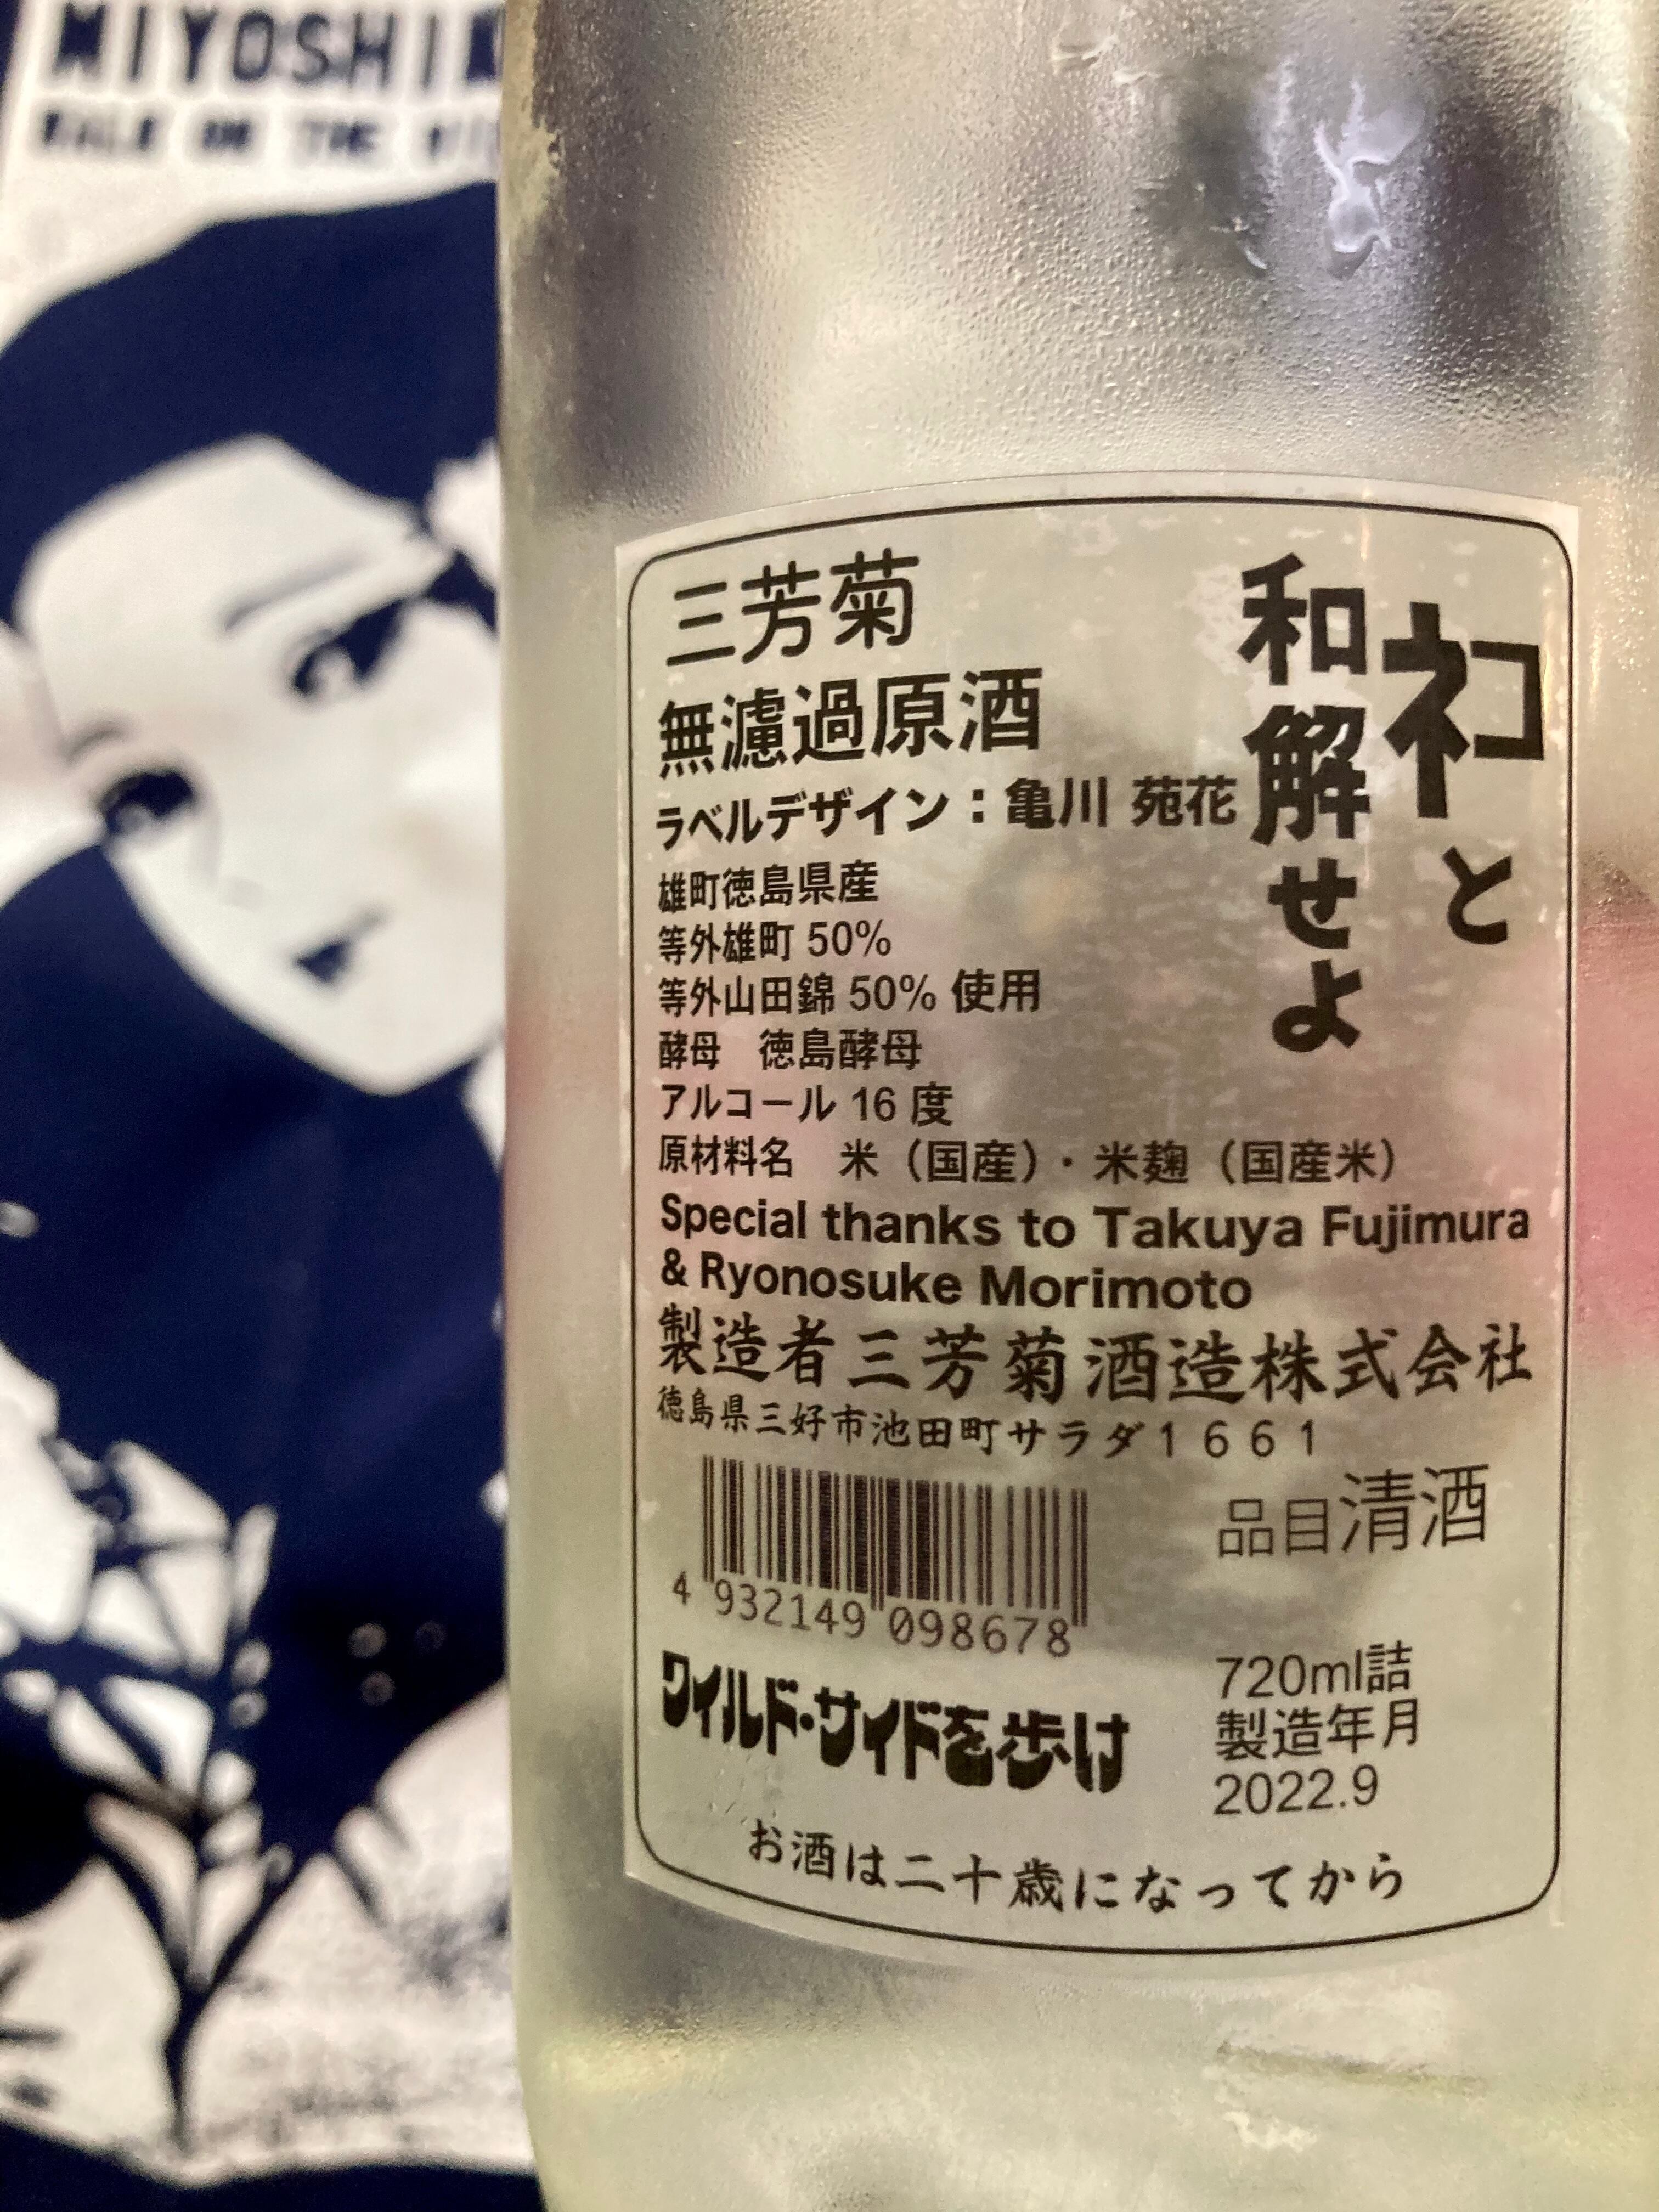 MIYOSHI
WALK ON THE
ネコと
和解せよ
三芳菊
無濾過原酒
ラベルデザイン：亀川 苑花
雄町徳島県産
等外雄町 50%
等外山田錦 50% 使用
酵母　徳島酵母
アルコール 16 度
原材料名　米（国産）・米麹（国産米）
Special thanks to Takuya Fujimura
& Ryonosuke Morimoto
製造者三芳菊酒造株式会社
徳島県三好市池田町サラダ１６６１
品目清酒
4 932149 098678
720ml詰
製造年月
2022.9
ワイルド・サイドを歩け
お酒は二十歳になってから